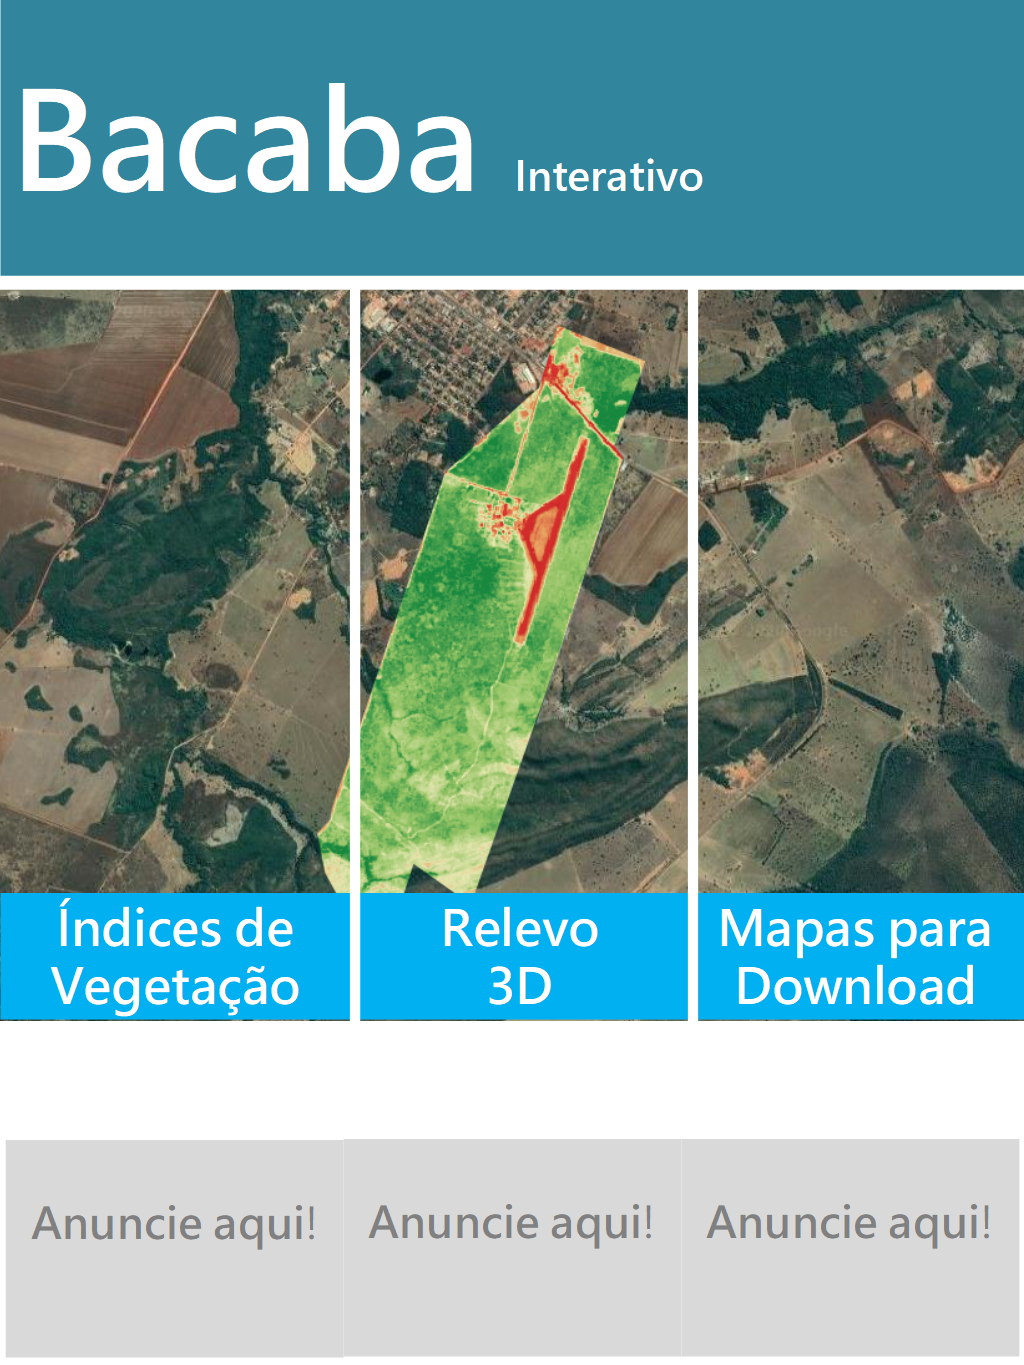 Bacaba Interativo
Índices de
Vegetação
Relevo
3D
Mapas para
Download
Anuncie aqui!
Anuncie aqui!
Anuncie aqui!